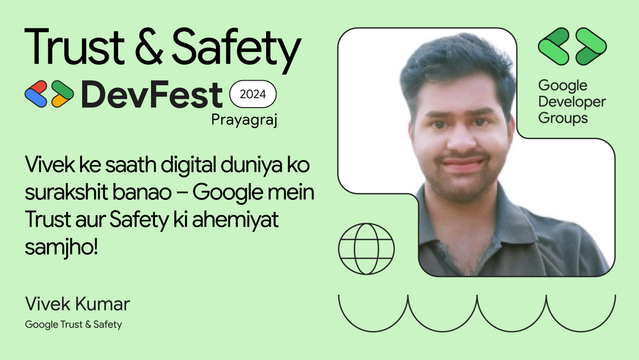 Trust & Safety
DevFest 2024
Prayagraj
Vivek ke saath digital duniya ko
surakshit banao – Google mein
Trust aur Safety ki ahemiyat
samjho!
Vivek Kumar
Google Trust & Safety
Google
Developer
Groups